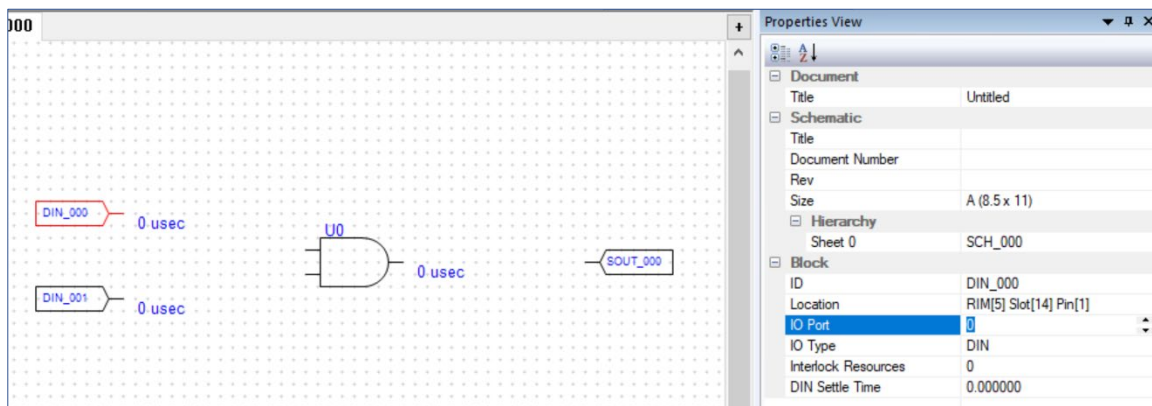 000
+
DIN_000
0 usec
U0
0 usec
SOUT_000
DIN_001
0 usec
Properties View
Document
Title Untitled
Schematic
Title
Document Number
Rev
Size A (8.5 x 11)
Hierarchy
Sheet 0 SCH_000
Block
ID DIN_000
Location RIM[5] Slot[14] Pin[1]
IO Port 0
IO Type DIN
Interlock Resources 0
DIN Settle Time 0.000000